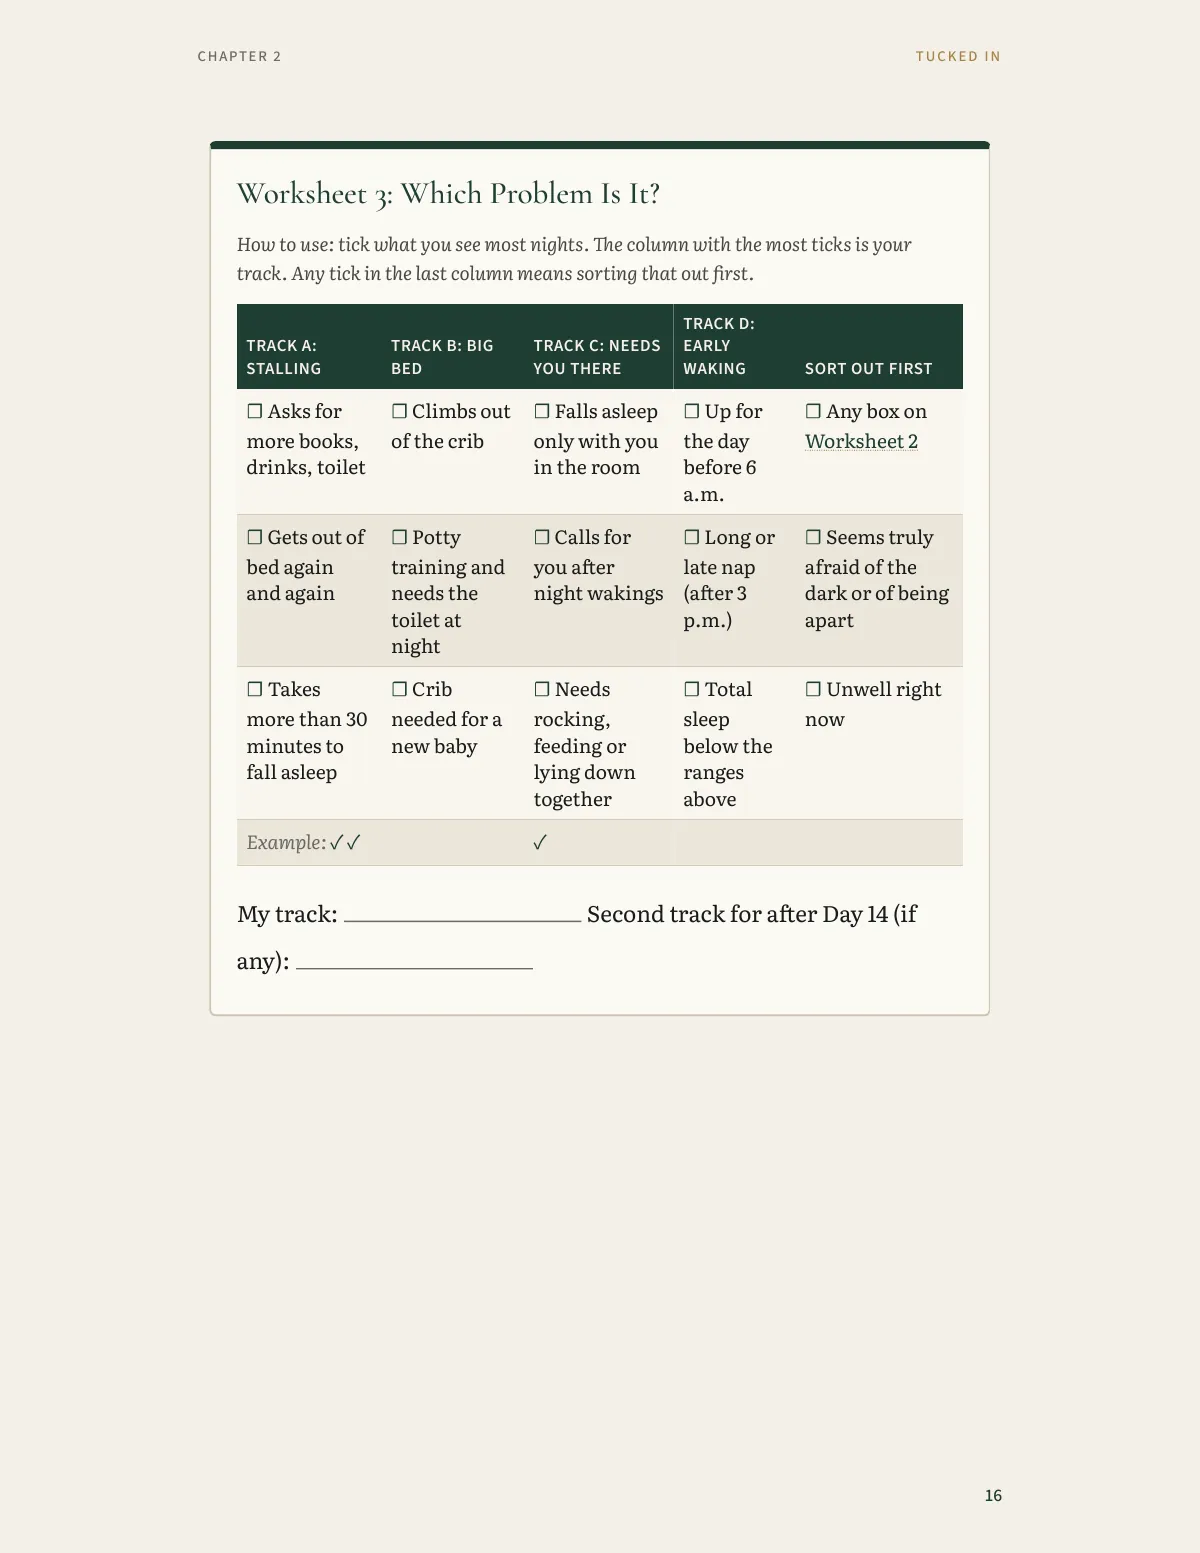 CHAPTER 2
TUCKED IN
Worksheet 3: Which Problem Is It?
How to use: tick what you see most nights. The column with the most ticks is your
track. Any tick in the last column means sorting that out first.
TRACK A:
STALLING
TRACK B: BIG
BED
TRACK C: NEEDS
YOU THERE
TRACK D:
EARLY
WAKING
SORT OUT FIRST
☐ Asks for
more books,
drinks, toilet
☐ Climbs out
of the crib
☐ Falls asleep
only with you
in the room
☐ Up for
the day
before 6
a.m.
☐ Any box on
Worksheet 2
☐ Gets out of
bed again
and again
☐ Potty
training and
needs the
toilet at
night
☐ Calls for
you after
night wakings
☐ Long or
late nap
(after 3
p.m.)
☐ Seems truly
afraid of the
dark or of being
apart
☐ Takes
more than 30
minutes to
fall asleep
☐ Crib
needed for a
new baby
☐ Needs
rocking,
feeding or
lying down
together
☐ Total
sleep
below the
ranges
above
☐ Unwell right
now
Example: ✓✓
✓
My track: ____________________ Second track for after Day 14 (if
any): ____________________
16